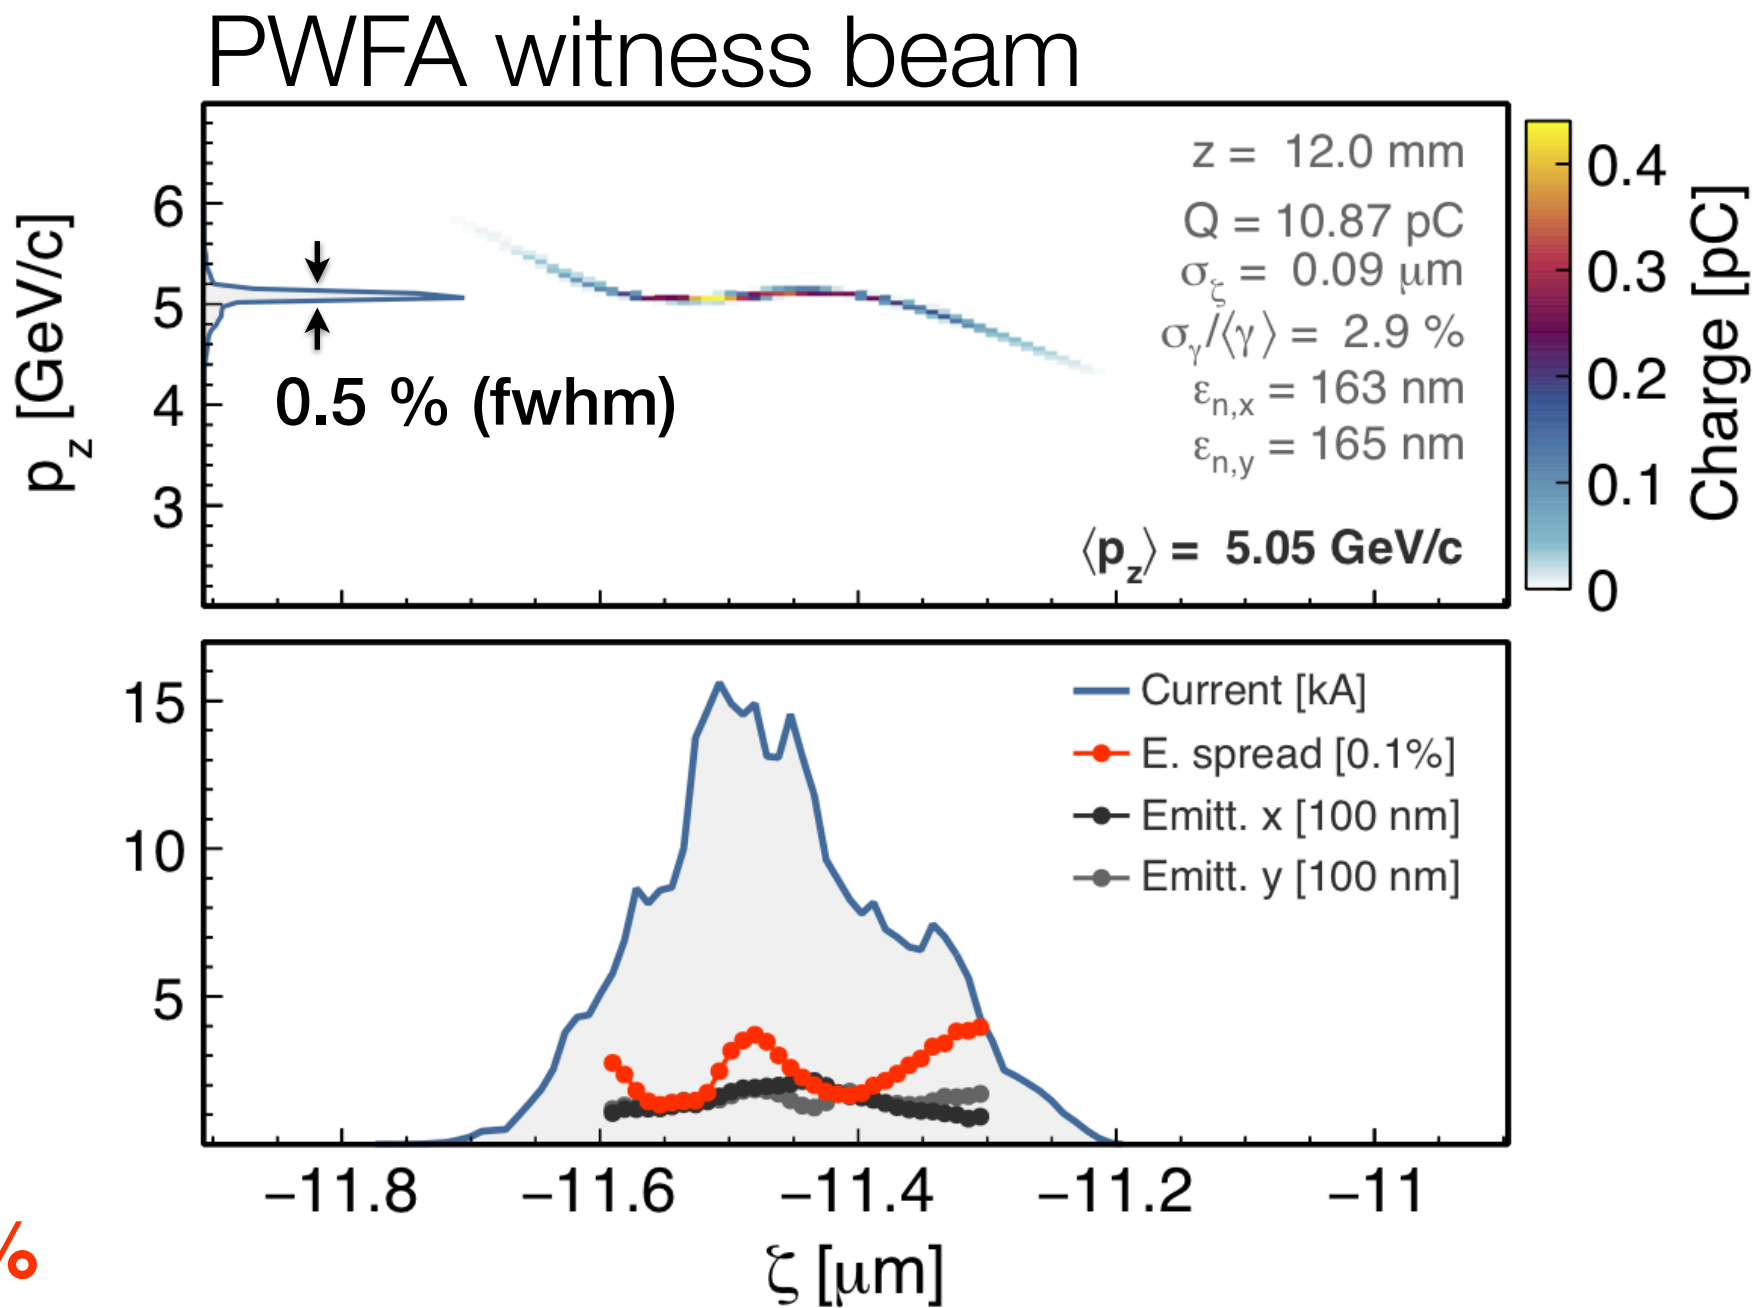 PWFA witness beam
p_z [GeV/c]
6
5
4
3
0.5 % (fwhm)
z = 12.0 mm
Q = 10.87 pC
σ_ζ = 0.09 μm
σ_γ/⟨γ⟩ = 2.9 %
ε_n,x = 163 nm
ε_n,y = 165 nm
⟨p_z⟩ = 5.05 GeV/c
0.4
0.3
0.2
0.1
0
Charge [pC]
15
10
5
Current [kA]
E. spread [0.1%]
Emitt. x [100 nm]
Emitt. y [100 nm]
−11.8 −11.6 −11.4 −11.2 −11
ζ [μm]
%